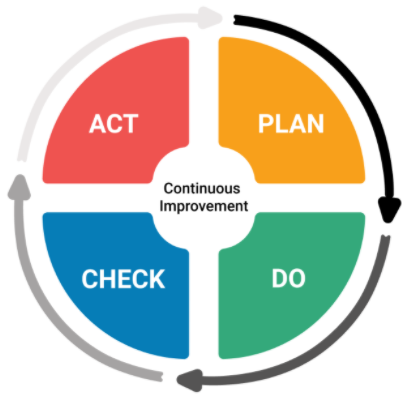 ACT
PLAN
Continuous
Improvement
CHECK
DO